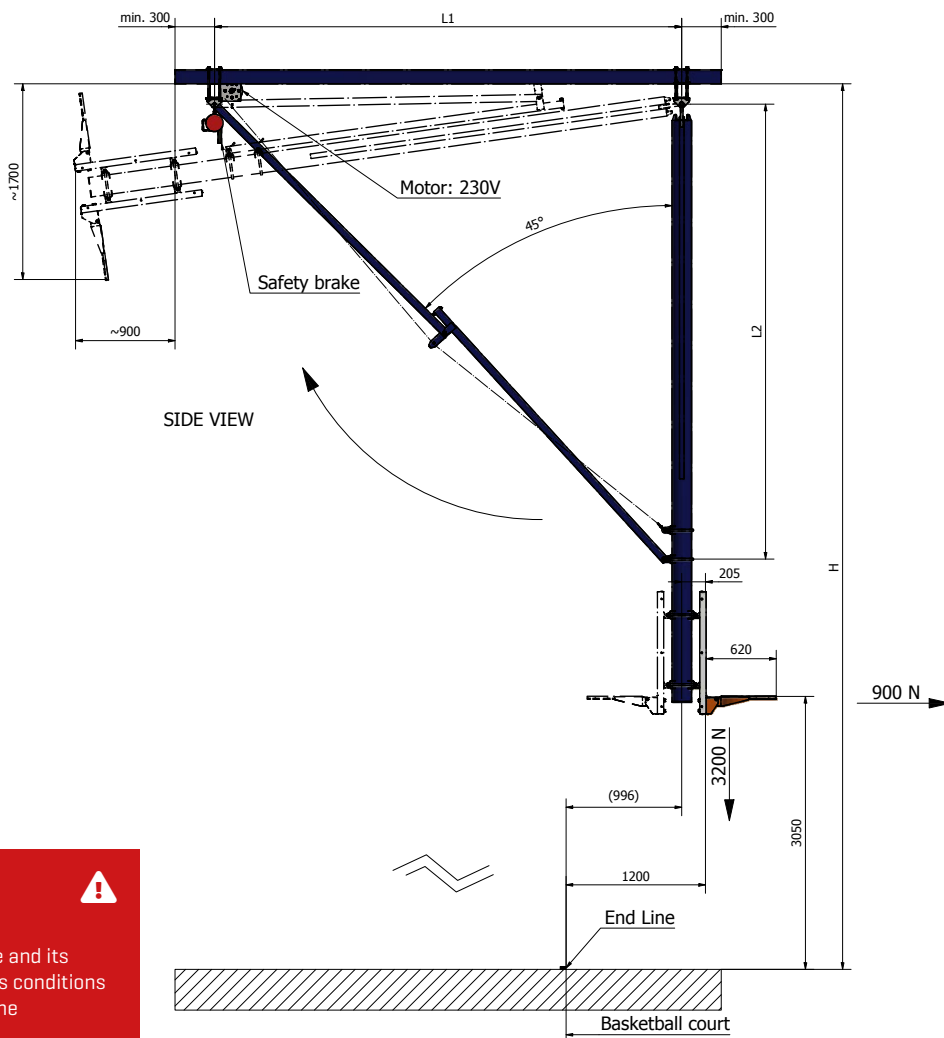 min. 300
L1
min. 300
~1700
Motor: 230V
45°
Safety brake
~900
L2
SIDE VIEW
H
205
620
900 N
3200 N
(996)
3050
1200
End Line
e and its
s conditions
ne
Basketball court